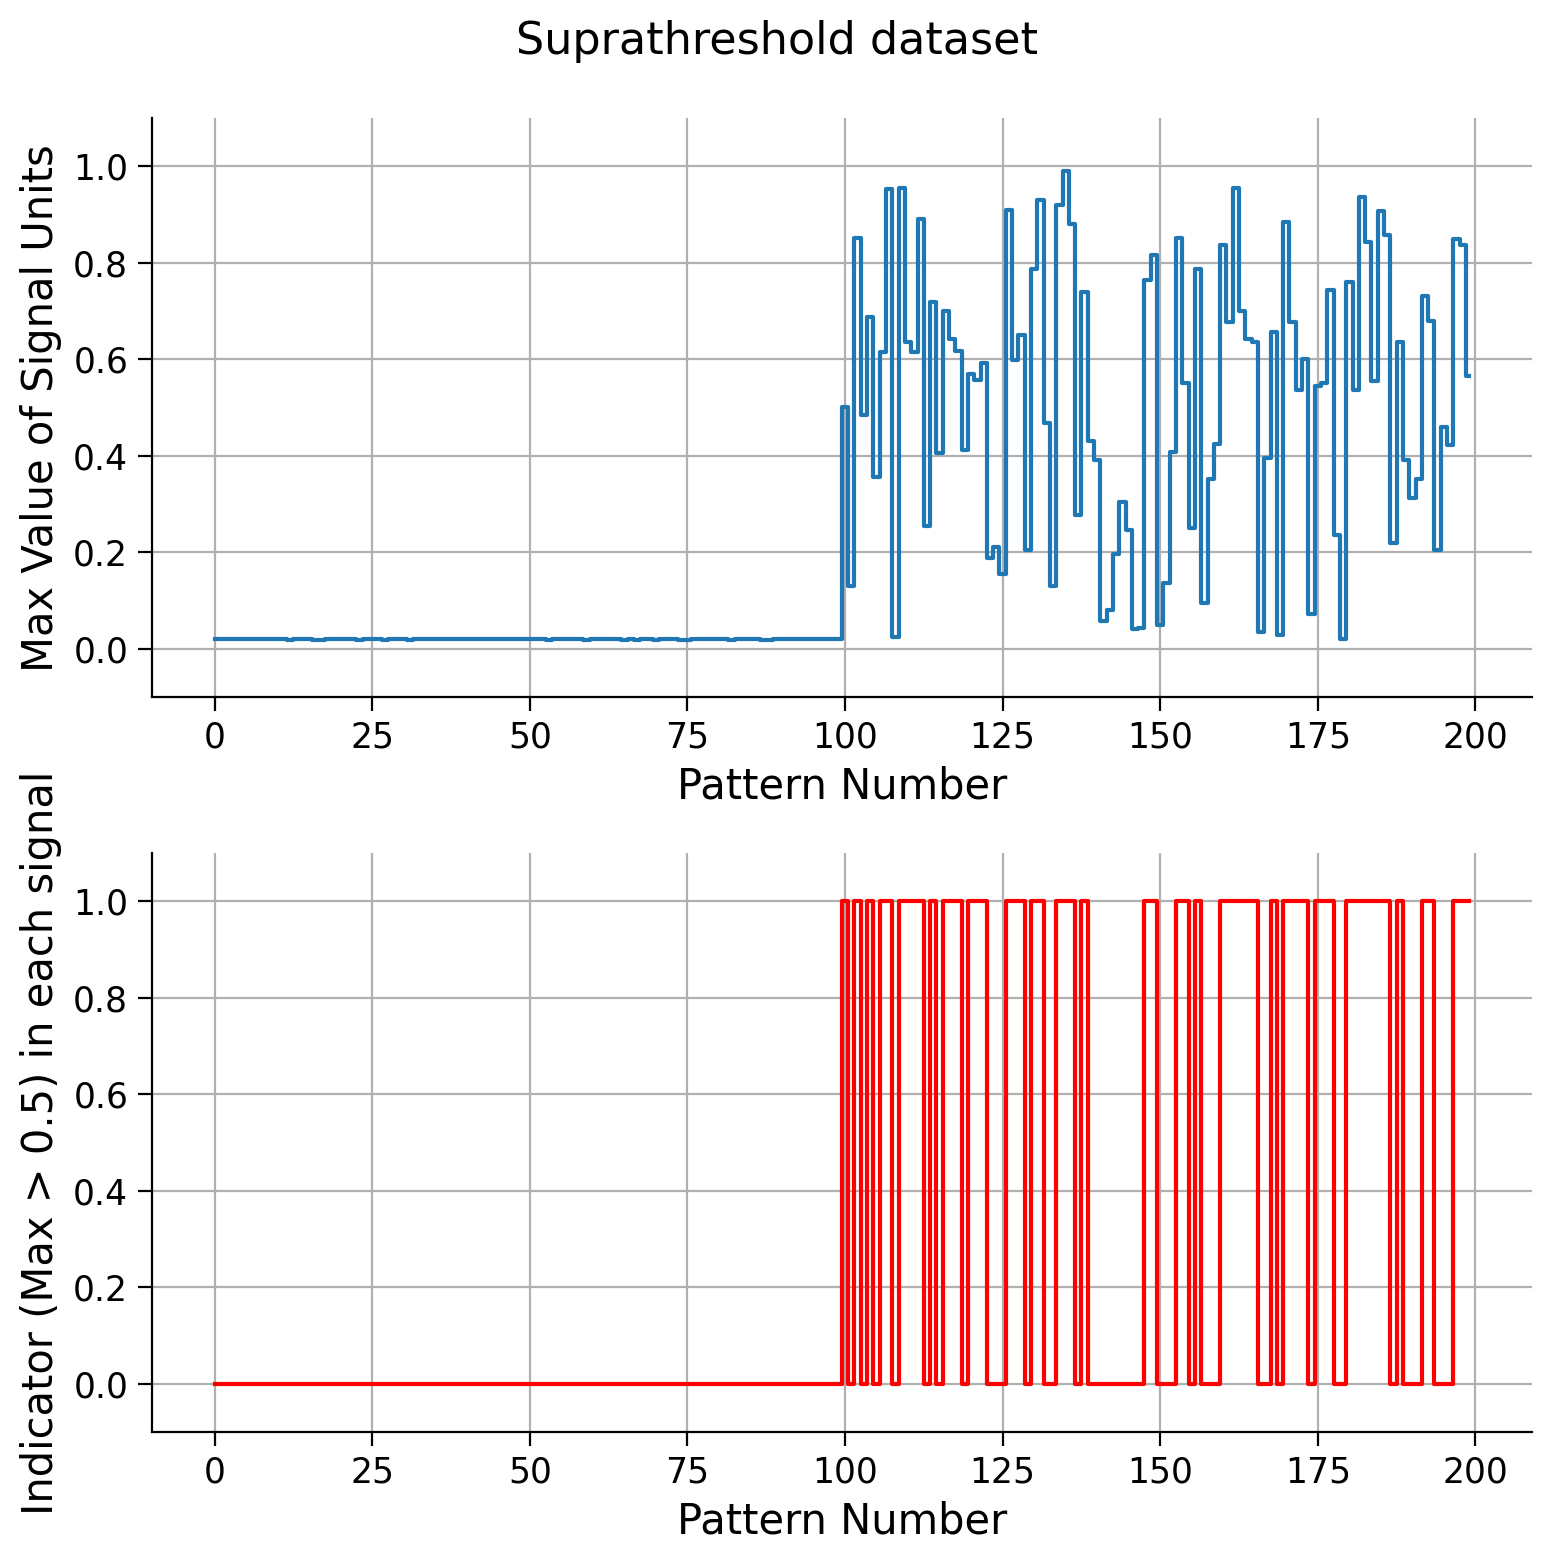 Suprathreshold dataset
Max Value of Signal Units
1.0
0.8
0.6
0.4
0.2
0.0
0 25 50 75 100 125 150 175 200
Pattern Number
Indicator (Max > 0.5) in each signal
1.0
0.8
0.6
0.4
0.2
0.0
0 25 50 75 100 125 150 175 200
Pattern Number